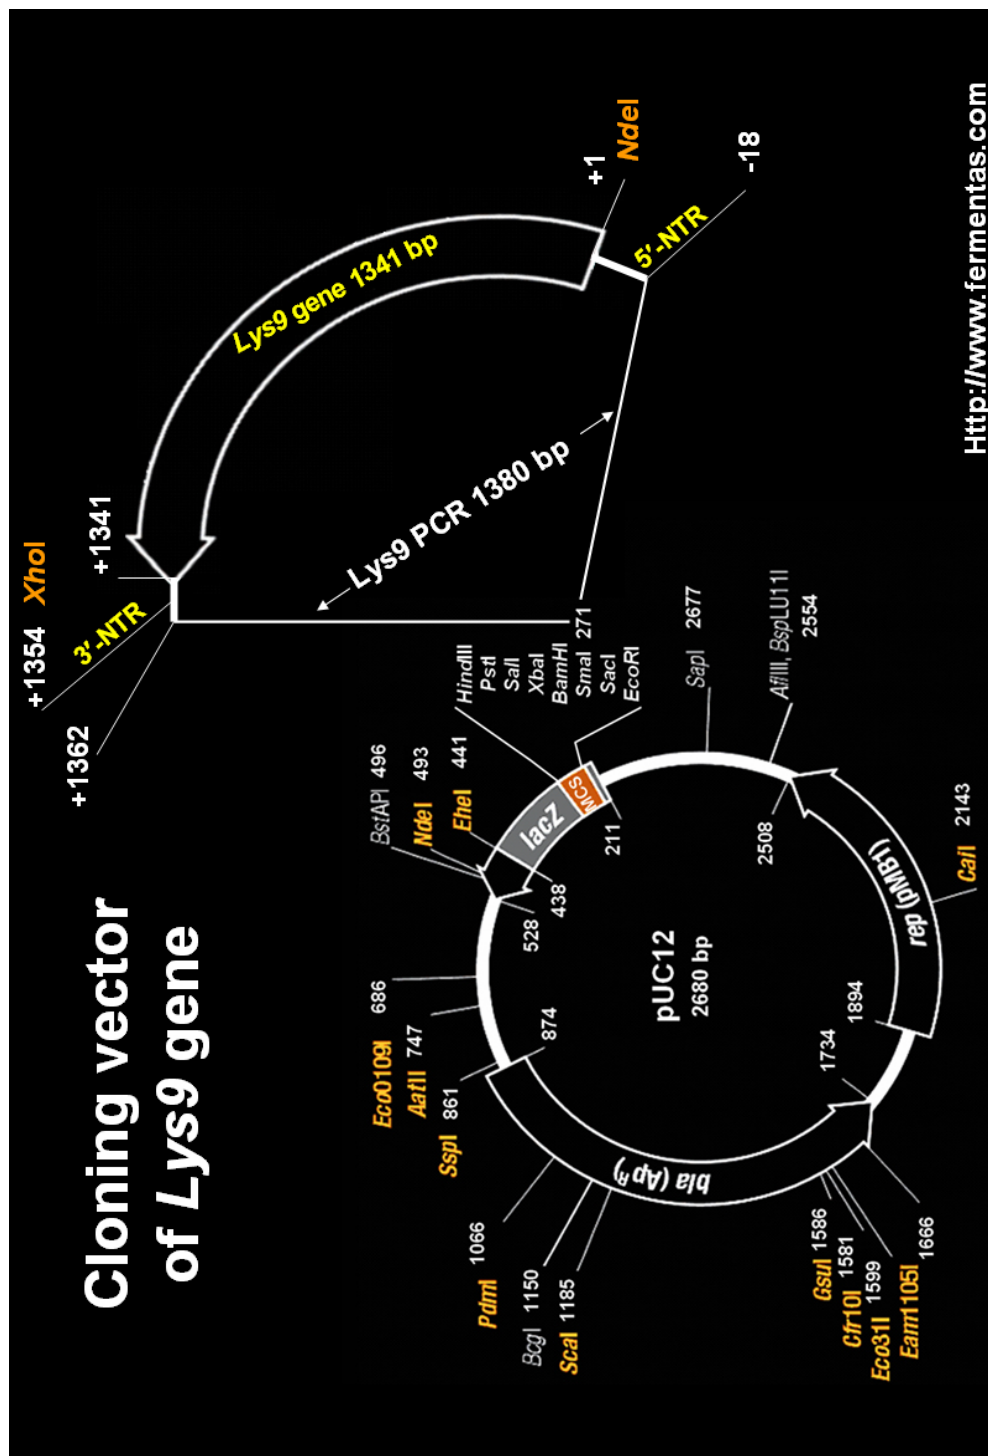 Cloning vector
of Lys9 gene
+1354 XhoI
3'-NTR
+1341
+1362
Lys9 gene 1341 bp
Lys9 PCR 1380 bp
+1
NdeI
5'-NTR
-18
271
HindIII
PstI
SalI
XbaI
BamHI
SmaI
SacI
EcoRI
BstAPI 496
NdeI 493
EheI 441
lacZ
MCS
211
438
528
EcoO109I 686
AatII 747
SspI 861
874
PdmI 1066
BcgI 1150
ScaI 1185
bla (ApR)
GsuI 1586
Cfr10I 1581
Eco31I 1599
Eam1105I 1666
1734
1894
rep (pMB1)
CaiI 2143
2508
AflIII, BspLU11I
2554
SapI 2677
pUC12
2680 bp
Http://www.fermentas.com